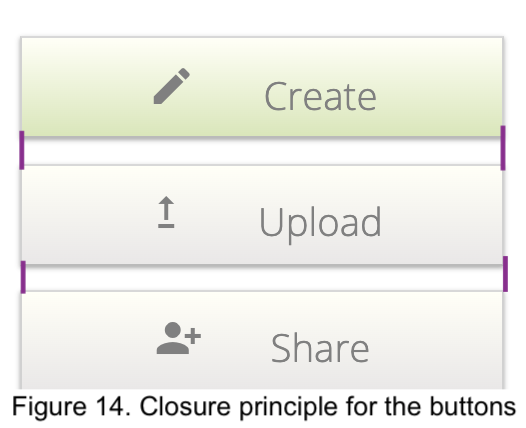 Create
Upload
Share
Figure 14. Closure principle for the buttons